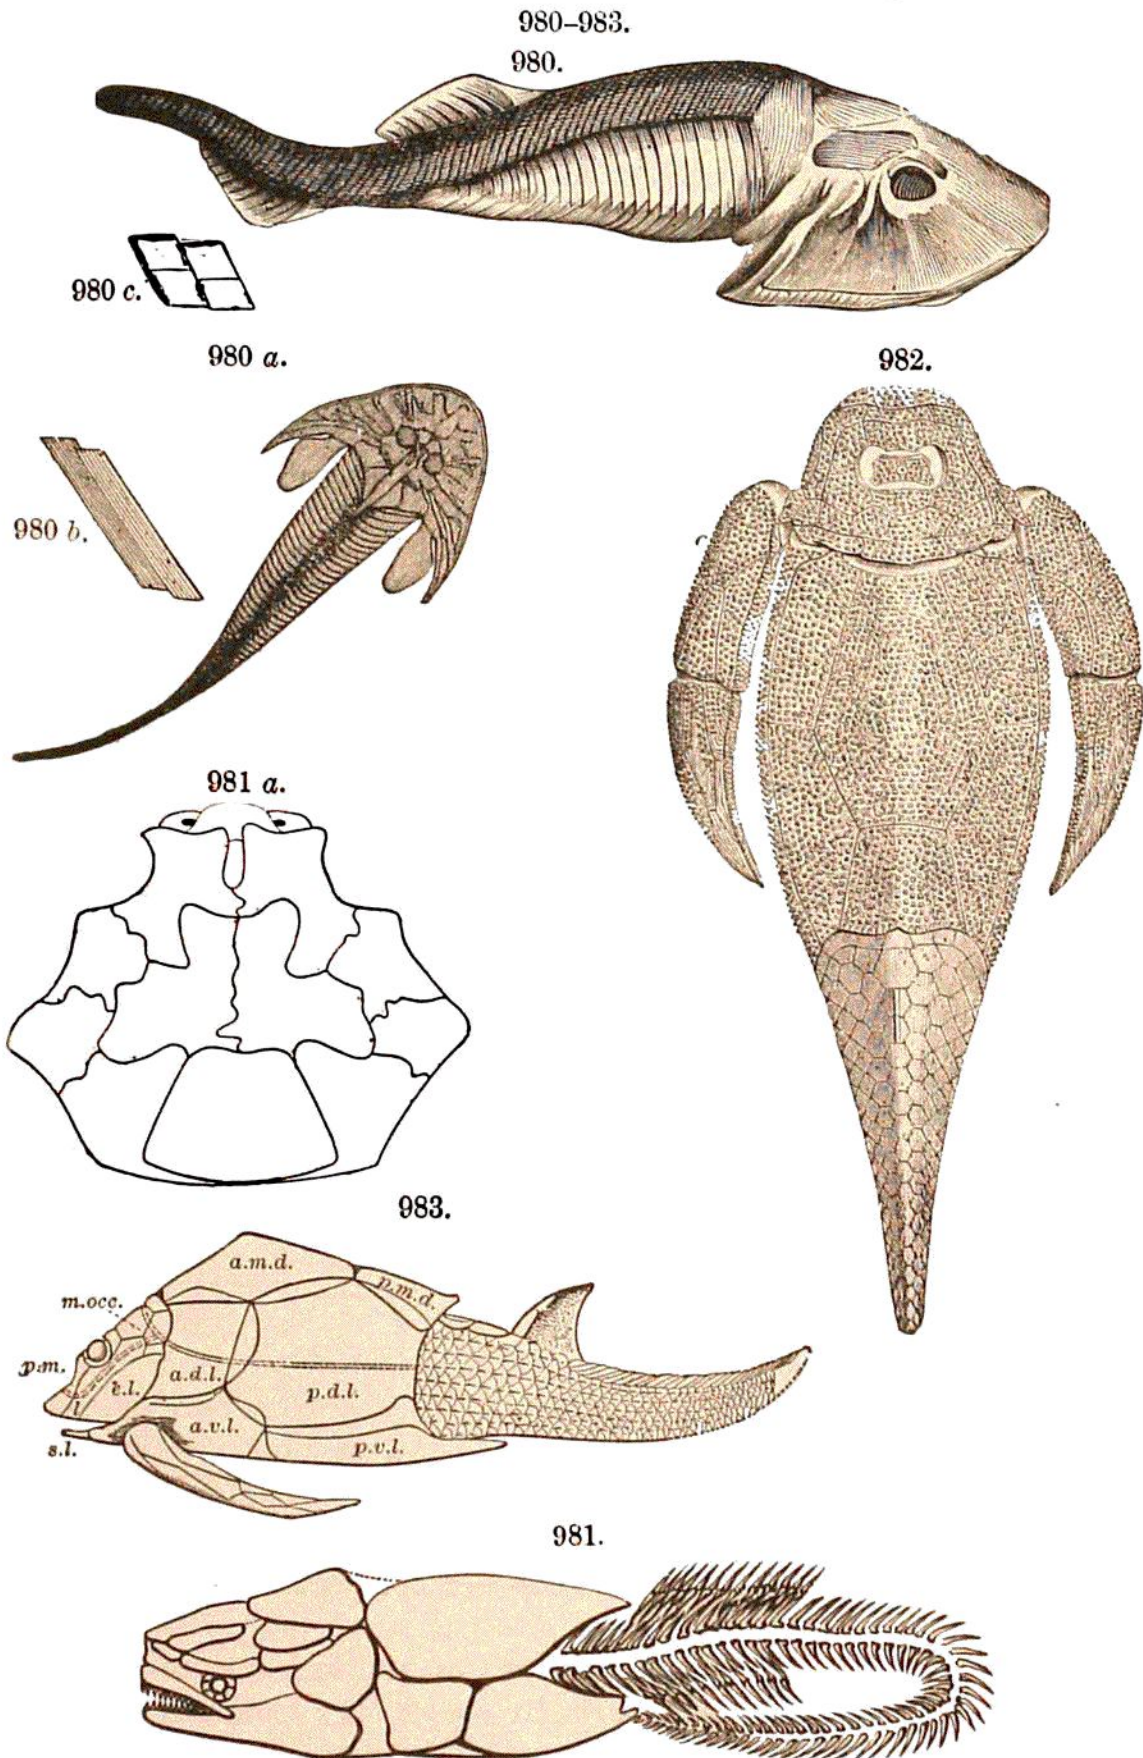 980–983.
980.
980 c.
980 a.
982.
980 b.
981 a.
983.
a.m.d.
p.m.d.
m.occ.
p.m.
e.l.
a.d.l.
p.d.l.
l
a.v.l.
s.l.
p.v.l.
981.